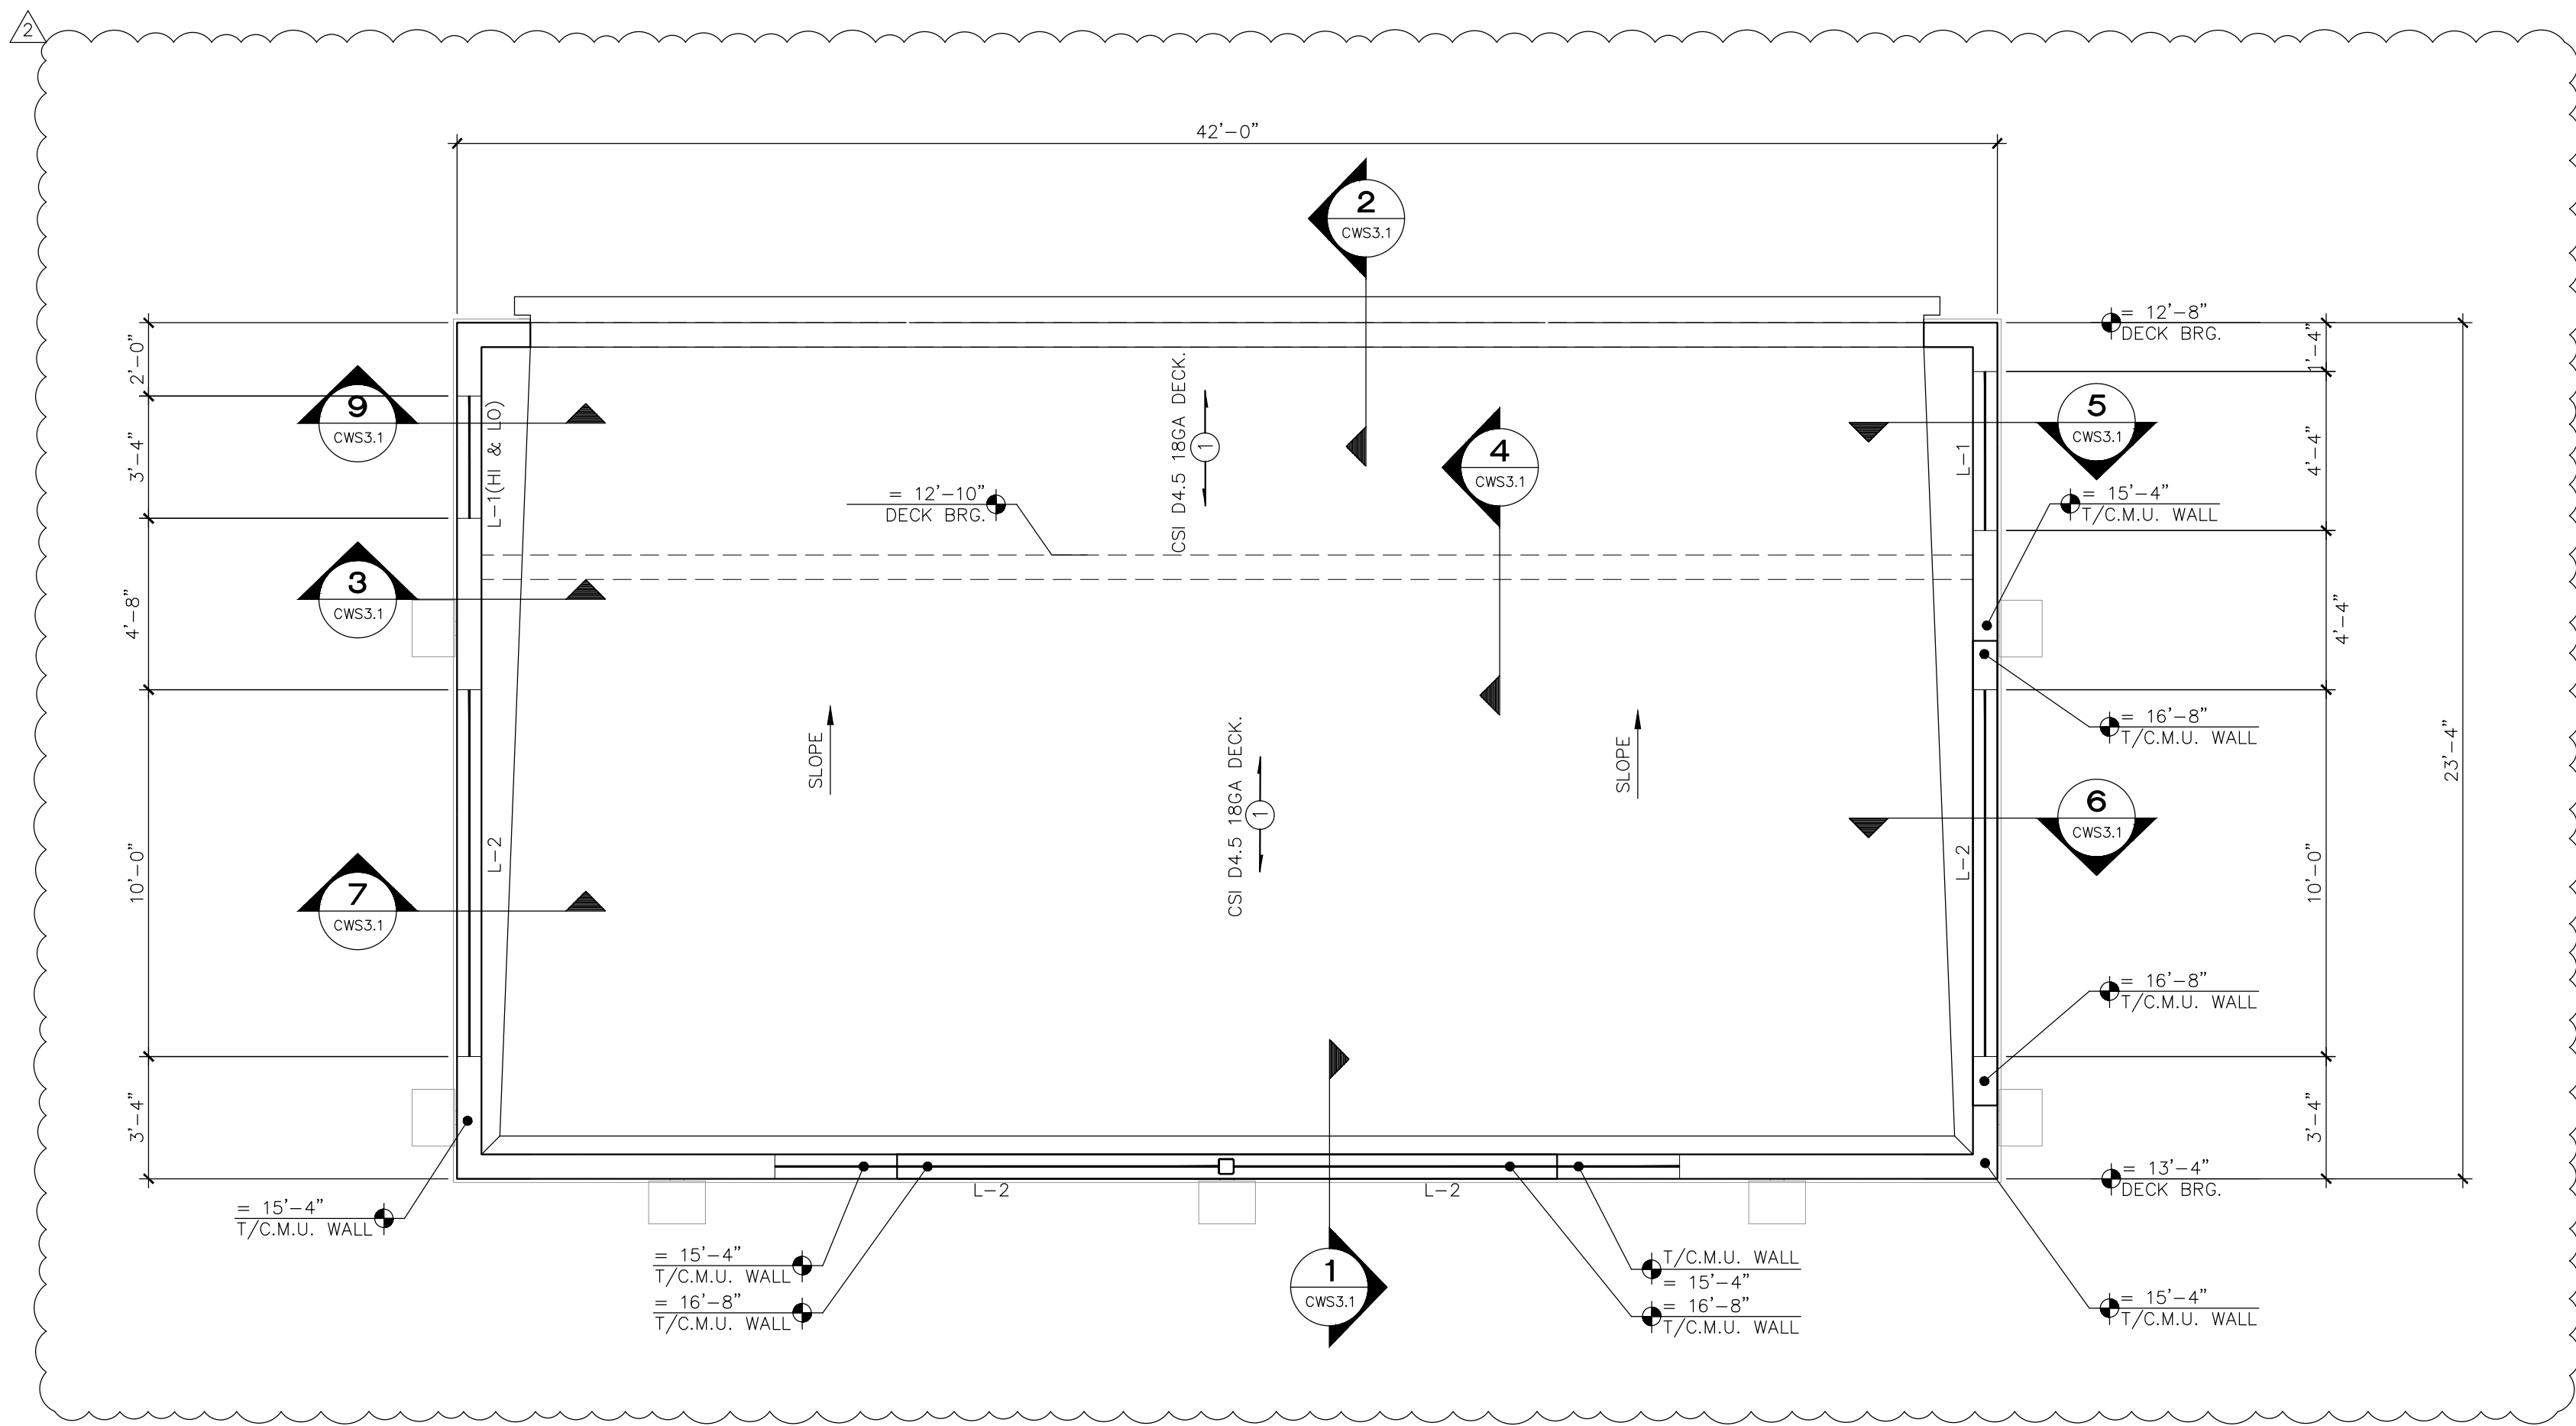 2
42'-0"
2
CWS3.1
= 12'-8"
DECK BRG.
2'-0"
1'-4"
9
CWS3.1
L-1(HI & LO)
CSI D4.5 18GA DECK.
1
4
CWS3.1
L-1
5
CWS3.1
3'-4"
4'-4"
= 12'-10"
DECK BRG.
= 15'-4"
T/C.M.U. WALL
3
CWS3.1
4'-8"
4'-4"
= 16'-8"
T/C.M.U. WALL
23'-4"
SLOPE
SLOPE
CSI D4.5 18GA DECK.
1
6
CWS3.1
L-2
L-2
10'-0"
10'-0"
7
CWS3.1
= 16'-8"
T/C.M.U. WALL
3'-4"
3'-4"
= 13'-4"
DECK BRG.
L-2
L-2
= 15'-4"
T/C.M.U. WALL
= 15'-4"
T/C.M.U. WALL
= 16'-8"
T/C.M.U. WALL
1
CWS3.1
T/C.M.U. WALL
= 15'-4"
= 16'-8"
T/C.M.U. WALL
= 15'-4"
T/C.M.U. WALL